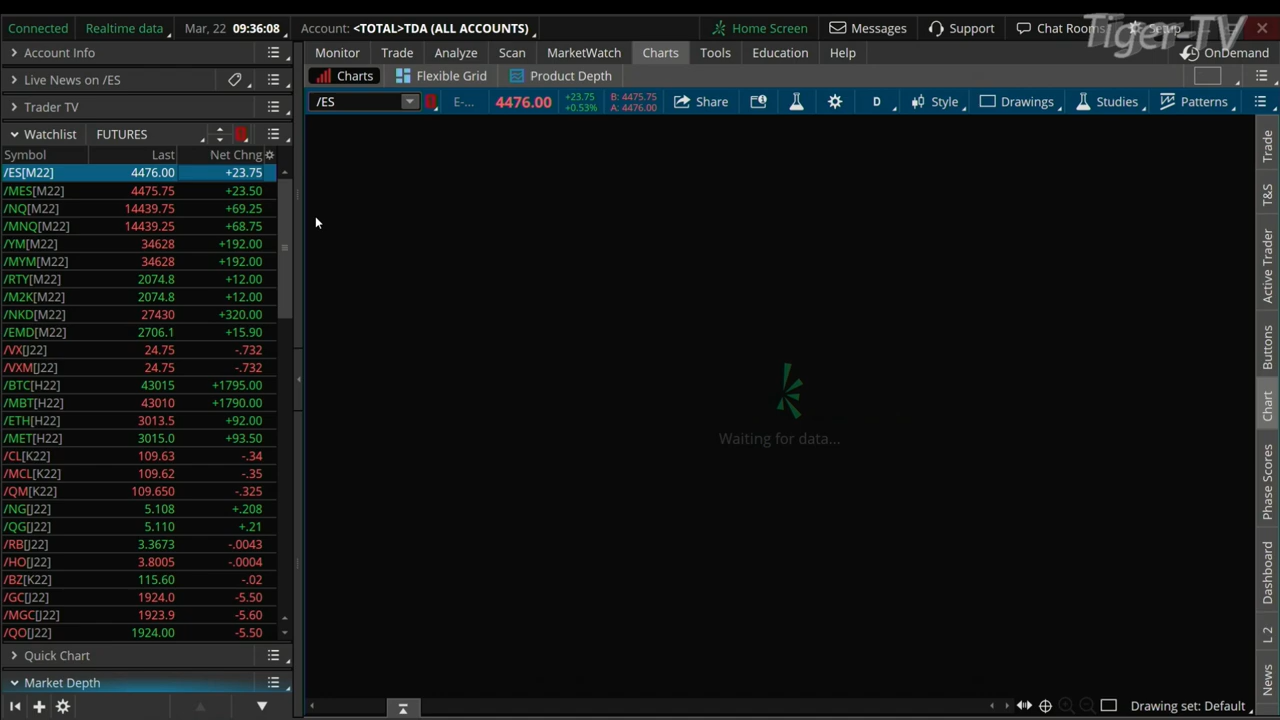 Connected Realtime data Mar, 22 09:36:08 Account: <TOTAL>TDA (ALL ACCOUNTS) Home Screen Messages Support Chat Rooms Setup
Tiger-TV
Account Info
Monitor Trade Analyze Scan MarketWatch Charts Tools Education Help OnDemand
Live News on /ES
Charts Flexible Grid Product Depth
Trader TV
/ES E-... 4476.00 +23.75 +0.53% B: 4475.75 A: 4476.00 Share D Style Drawings Studies Patterns
Watchlist FUTURES
Symbol Last Net Chng
/ES[M22] 4476.00 +23.75
/MES[M22] 4475.75 +23.50
/NQ[M22] 14439.75 +69.25
/MNQ[M22] 14439.25 +68.75
/YM[M22] 34628 +192.00
/MYM[M22] 34628 +192.00
/RTY[M22] 2074.8 +12.00
/M2K[M22] 2074.8 +12.00
/NKD[M22] 27430 +320.00
/EMD[M22] 2706.1 +15.90
/VX[J22] 24.75 -.732
/VXM[J22] 24.75 -.732
/BTC[H22] 43015 +1795.00
/MBT[H22] 43010 +1790.00
/ETH[H22] 3013.5 +92.00
/MET[H22] 3015.0 +93.50
/CL[K22] 109.63 -.34
/MCL[K22] 109.62 -.35
/QM[K22] 109.650 -.325
/NG[J22] 5.108 +.208
/QG[J22] 5.110 +.21
/RB[J22] 3.3673 -.0043
/HO[J22] 3.8005 -.0004
/BZ[K22] 115.60 -.02
/GC[J22] 1924.0 -5.50
/MGC[J22] 1923.9 -5.60
/QO[J22] 1924.00 -5.50
Quick Chart
Market Depth
Waiting for data...
Trade
T&S
Active Trader
Buttons
Chart
Phase Scores
Dashboard
L 2
News
Drawing set: Default